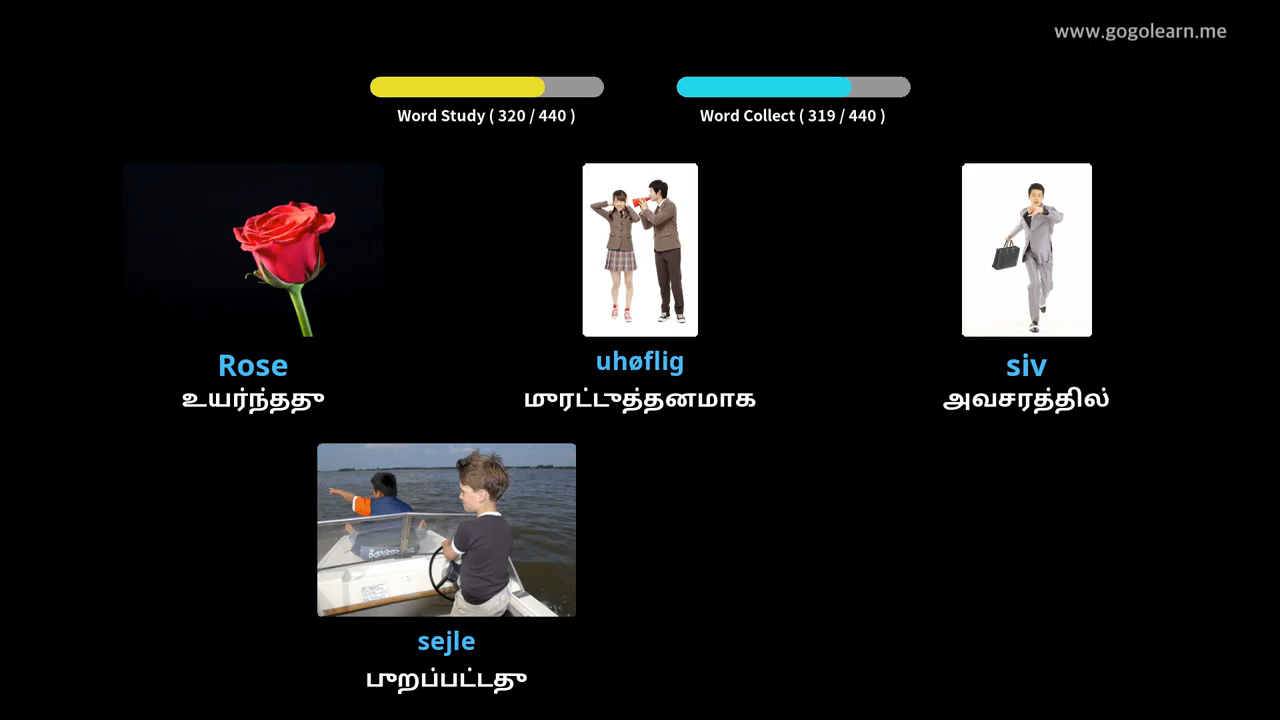 www.gogolearn.me
Word Study ( 320 / 440 )
Word Collect ( 319 / 440 )
Rose
உயர்ந்தது
uhøflig
முரட்டுத்தனமாக
siv
அவசரத்தில்
sejle
புறப்பட்டது